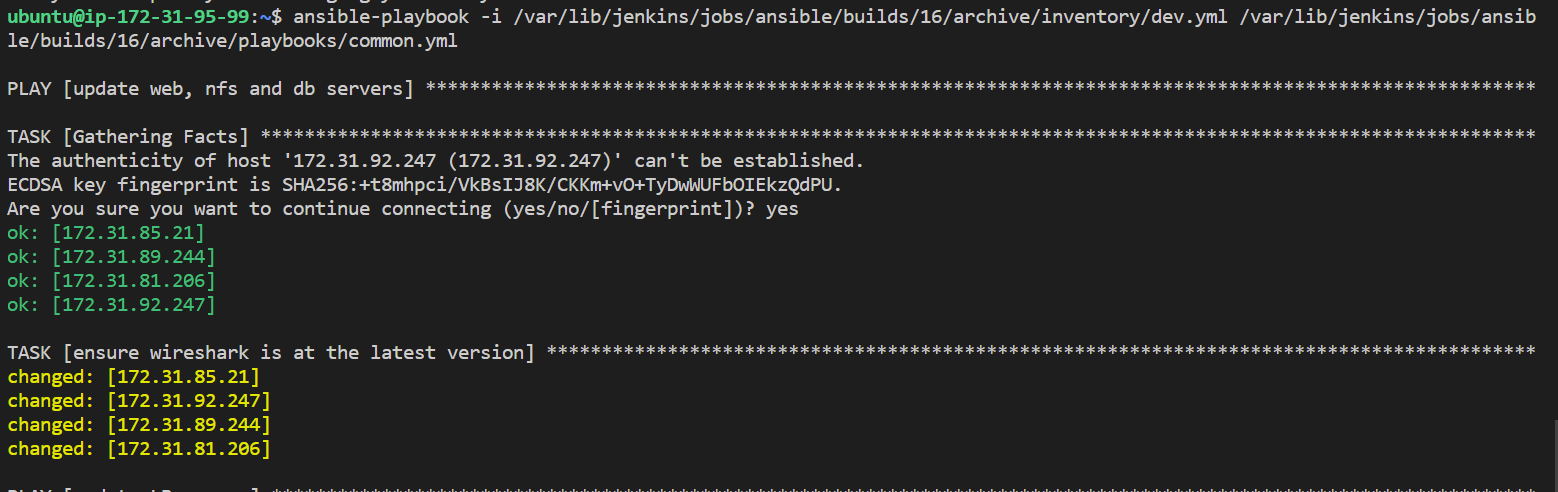 ubuntu@ip-172-31-95-99:~$ ansible-playbook -i /var/lib/jenkins/jobs/ansible/builds/16/archive/inventory/dev.yml /var/lib/jenkins/jobs/ansib
le/builds/16/archive/playbooks/common.yml
PLAY [update web, nfs and db servers] *****************************************************************************************************
TASK [Gathering Facts] ********************************************************************************************************************
The authenticity of host '172.31.92.247 (172.31.92.247)' can't be established.
ECDSA key fingerprint is SHA256:+t8mhpci/VkBsIJ8K/CKKm+vO+TyDwWUFbOIEkzQdPU.
Are you sure you want to continue connecting (yes/no/[fingerprint])? yes
ok: [172.31.85.21]
ok: [172.31.89.244]
ok: [172.31.81.206]
ok: [172.31.92.247]
TASK [ensure wireshark is at the latest version] ******************************************************************************************
changed: [172.31.85.21]
changed: [172.31.92.247]
changed: [172.31.89.244]
changed: [172.31.81.206]